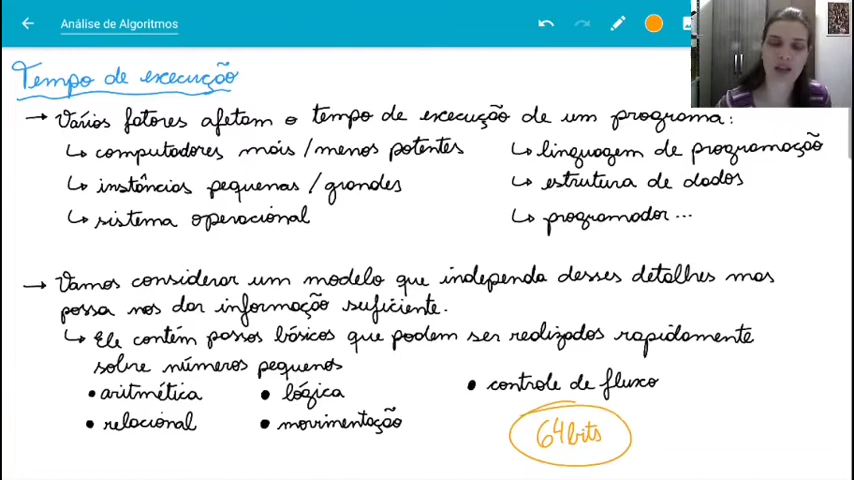 Análise de Algoritmos
Tempo de execução
→ Vários fatores afetam o tempo de execução de um programa:
↳ computadores mais/menos potentes
↳ linguagem de programação
↳ instâncias pequenas/grandes
↳ estrutura de dados
↳ sistema operacional
↳ programador ...
→ Vamos considerar um modelo que independa desses detalhes mas
possa nos dar informação suficiente.
↳ Ele contém passos básicos que podem ser realizados rapidamente
sobre números pequenos
• aritmética • lógica • controle de fluxo
• relacional • movimentação
64 bits